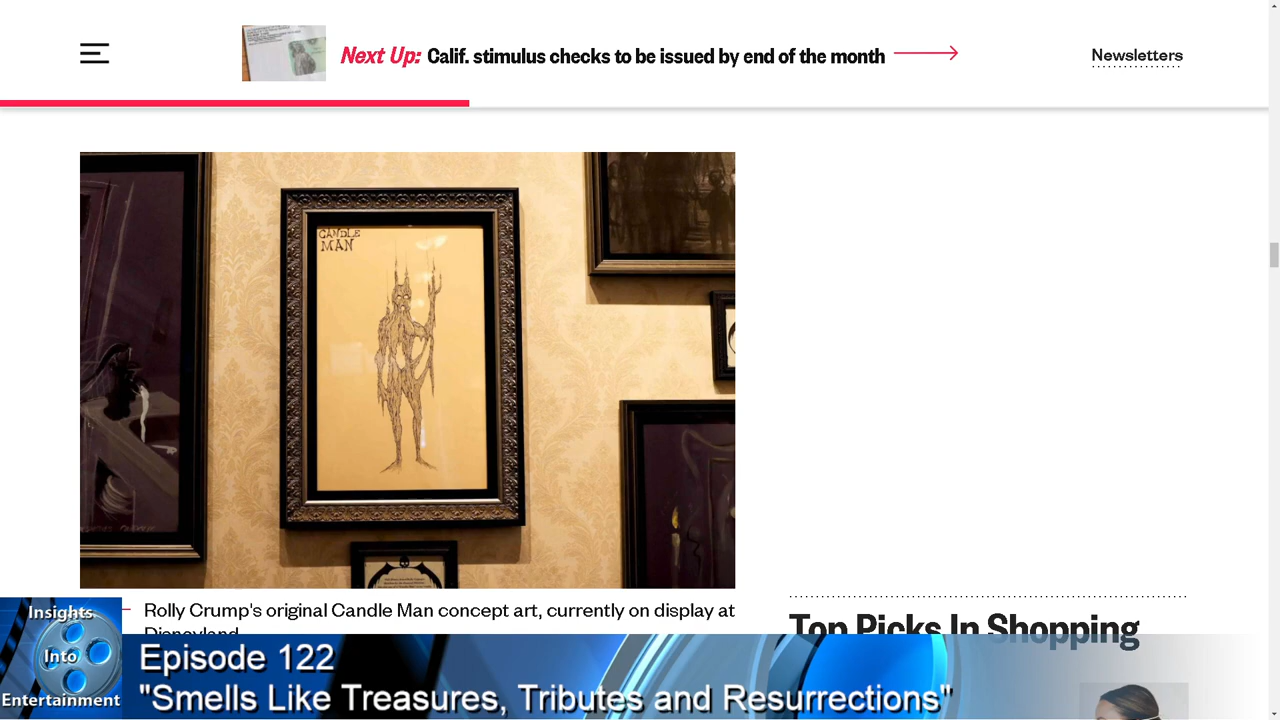 Next Up: Calif. stimulus checks to be issued by end of the month
Newsletters
CANDLE
MAN
Rolly Crump's original Candle Man concept art, currently on display at
Disneyland
Top Picks In Shopping
Insights
Into
Entertainment
Episode 122
"Smells Like Treasures, Tributes and Resurrections"